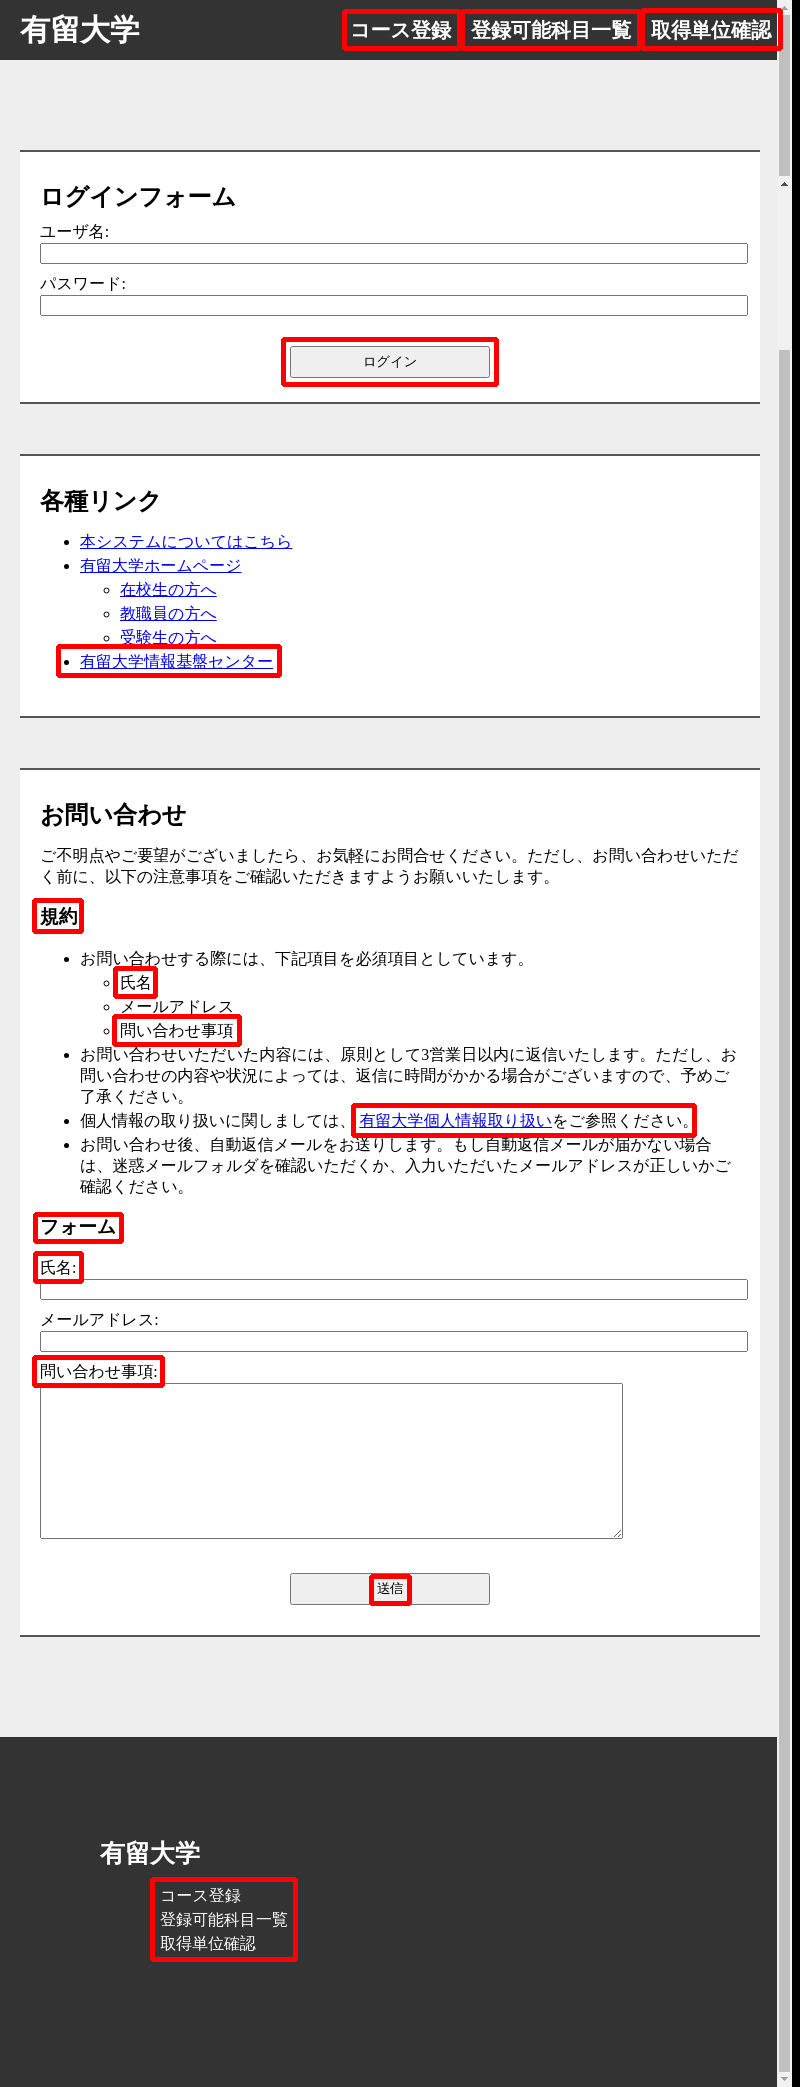 有留大学
コース登録 登録可能科目一覧 取得単位確認
ログインフォーム
ユーザ名:
パスワード:
ログイン
各種リンク
本システムについてはこちら
有留大学ホームページ
在校生の方へ
教職員の方へ
受験生の方へ
有留大学情報基盤センター
お問い合わせ
ご不明点やご要望がございましたら、お気軽にお問合せください。ただし、お問い合わせいただ
く前に、以下の注意事項をご確認いただきますようお願いいたします。
規約
お問い合わせする際には、下記項目を必須項目としています。
氏名
メールアドレス
問い合わせ事項
お問い合わせいただいた内容には、原則として3営業日以内に返信いたします。ただし、お
問い合わせの内容や状況によっては、返信に時間がかかる場合がございますので、予めご
了承ください。
個人情報の取り扱いに関しましては、有留大学個人情報取り扱いをご参照ください。
お問い合わせ後、自動返信メールをお送りします。もし自動返信メールが届かない場合
は、迷惑メールフォルダを確認いただくか、入力いただいたメールアドレスが正しいかご
確認ください。
フォーム
氏名:
メールアドレス:
問い合わせ事項:
送信
有留大学
コース登録
登録可能科目一覧
取得単位確認